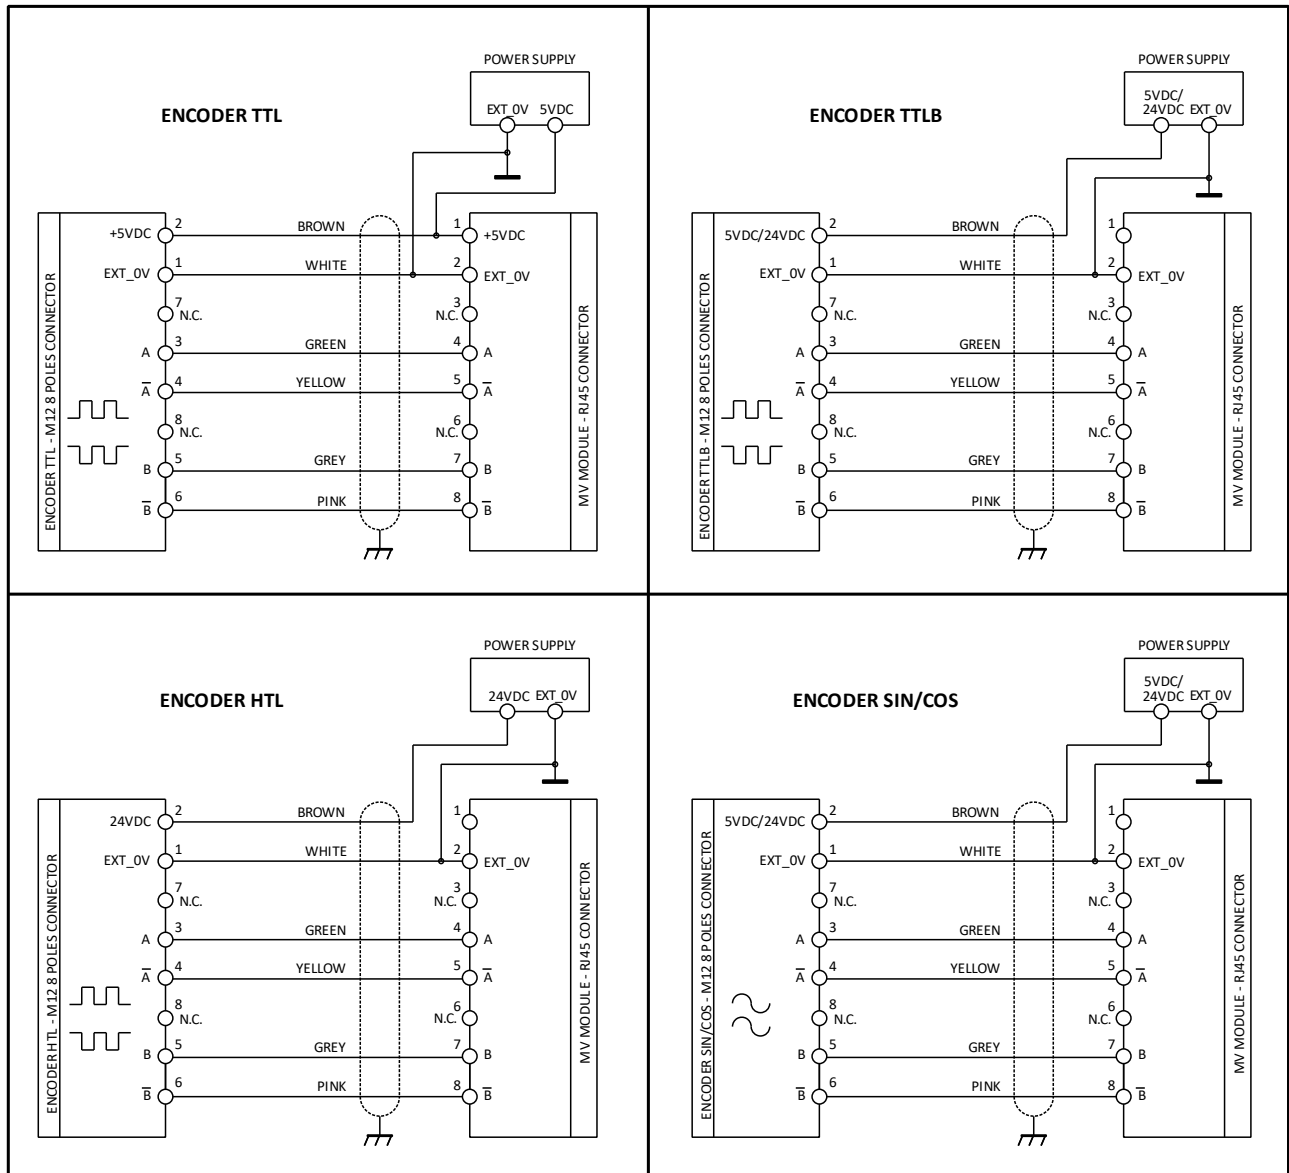 POWER SUPPLY
EXT_0V 5VDC
ENCODER TTL
ENCODER TTL - M12 8 POLES CONNECTOR
+5VDC 2 BROWN 1 +5VDC
EXT_0V 1 WHITE 2 EXT_0V
7 N.C. 3 N.C.
A 3 GREEN 4 A
A̅ 4 YELLOW 5 A̅
8 N.C. 6 N.C.
B 5 GREY 7 B
B̅ 6 PINK 8 B̅
MV MODULE - RJ45 CONNECTOR
POWER SUPPLY
5VDC/
24VDC EXT_0V
ENCODER TTLB
ENCODER TTLB - M12 8 POLES CONNECTOR
5VDC/24VDC 2 BROWN 1
EXT_0V 1 WHITE 2 EXT_0V
7 N.C. 3 N.C.
A 3 GREEN 4 A
A̅ 4 YELLOW 5 A̅
8 N.C. 6 N.C.
B 5 GREY 7 B
B̅ 6 PINK 8 B̅
MV MODULE - RJ45 CONNECTOR
POWER SUPPLY
24VDC EXT_0V
ENCODER HTL
ENCODER HTL - M12 8 POLES CONNECTOR
24VDC 2 BROWN 1
EXT_0V 1 WHITE 2 EXT_0V
7 N.C. 3 N.C.
A 3 GREEN 4 A
A̅ 4 YELLOW 5 A̅
8 N.C. 6 N.C.
B 5 GREY 7 B
B̅ 6 PINK 8 B̅
MV MODULE - RJ45 CONNECTOR
POWER SUPPLY
5VDC/
24VDC EXT_0V
ENCODER SIN/COS
ENCODER SIN/COS - M12 8 POLES CONNECTOR
5VDC/24VDC 2 BROWN 1
EXT_0V 1 WHITE 2 EXT_0V
7 N.C. 3 N.C.
A 3 GREEN 4 A
A̅ 4 YELLOW 5 A̅
8 N.C. 6 N.C.
B 5 GREY 7 B
B̅ 6 PINK 8 B̅
MV MODULE - RJ45 CONNECTOR